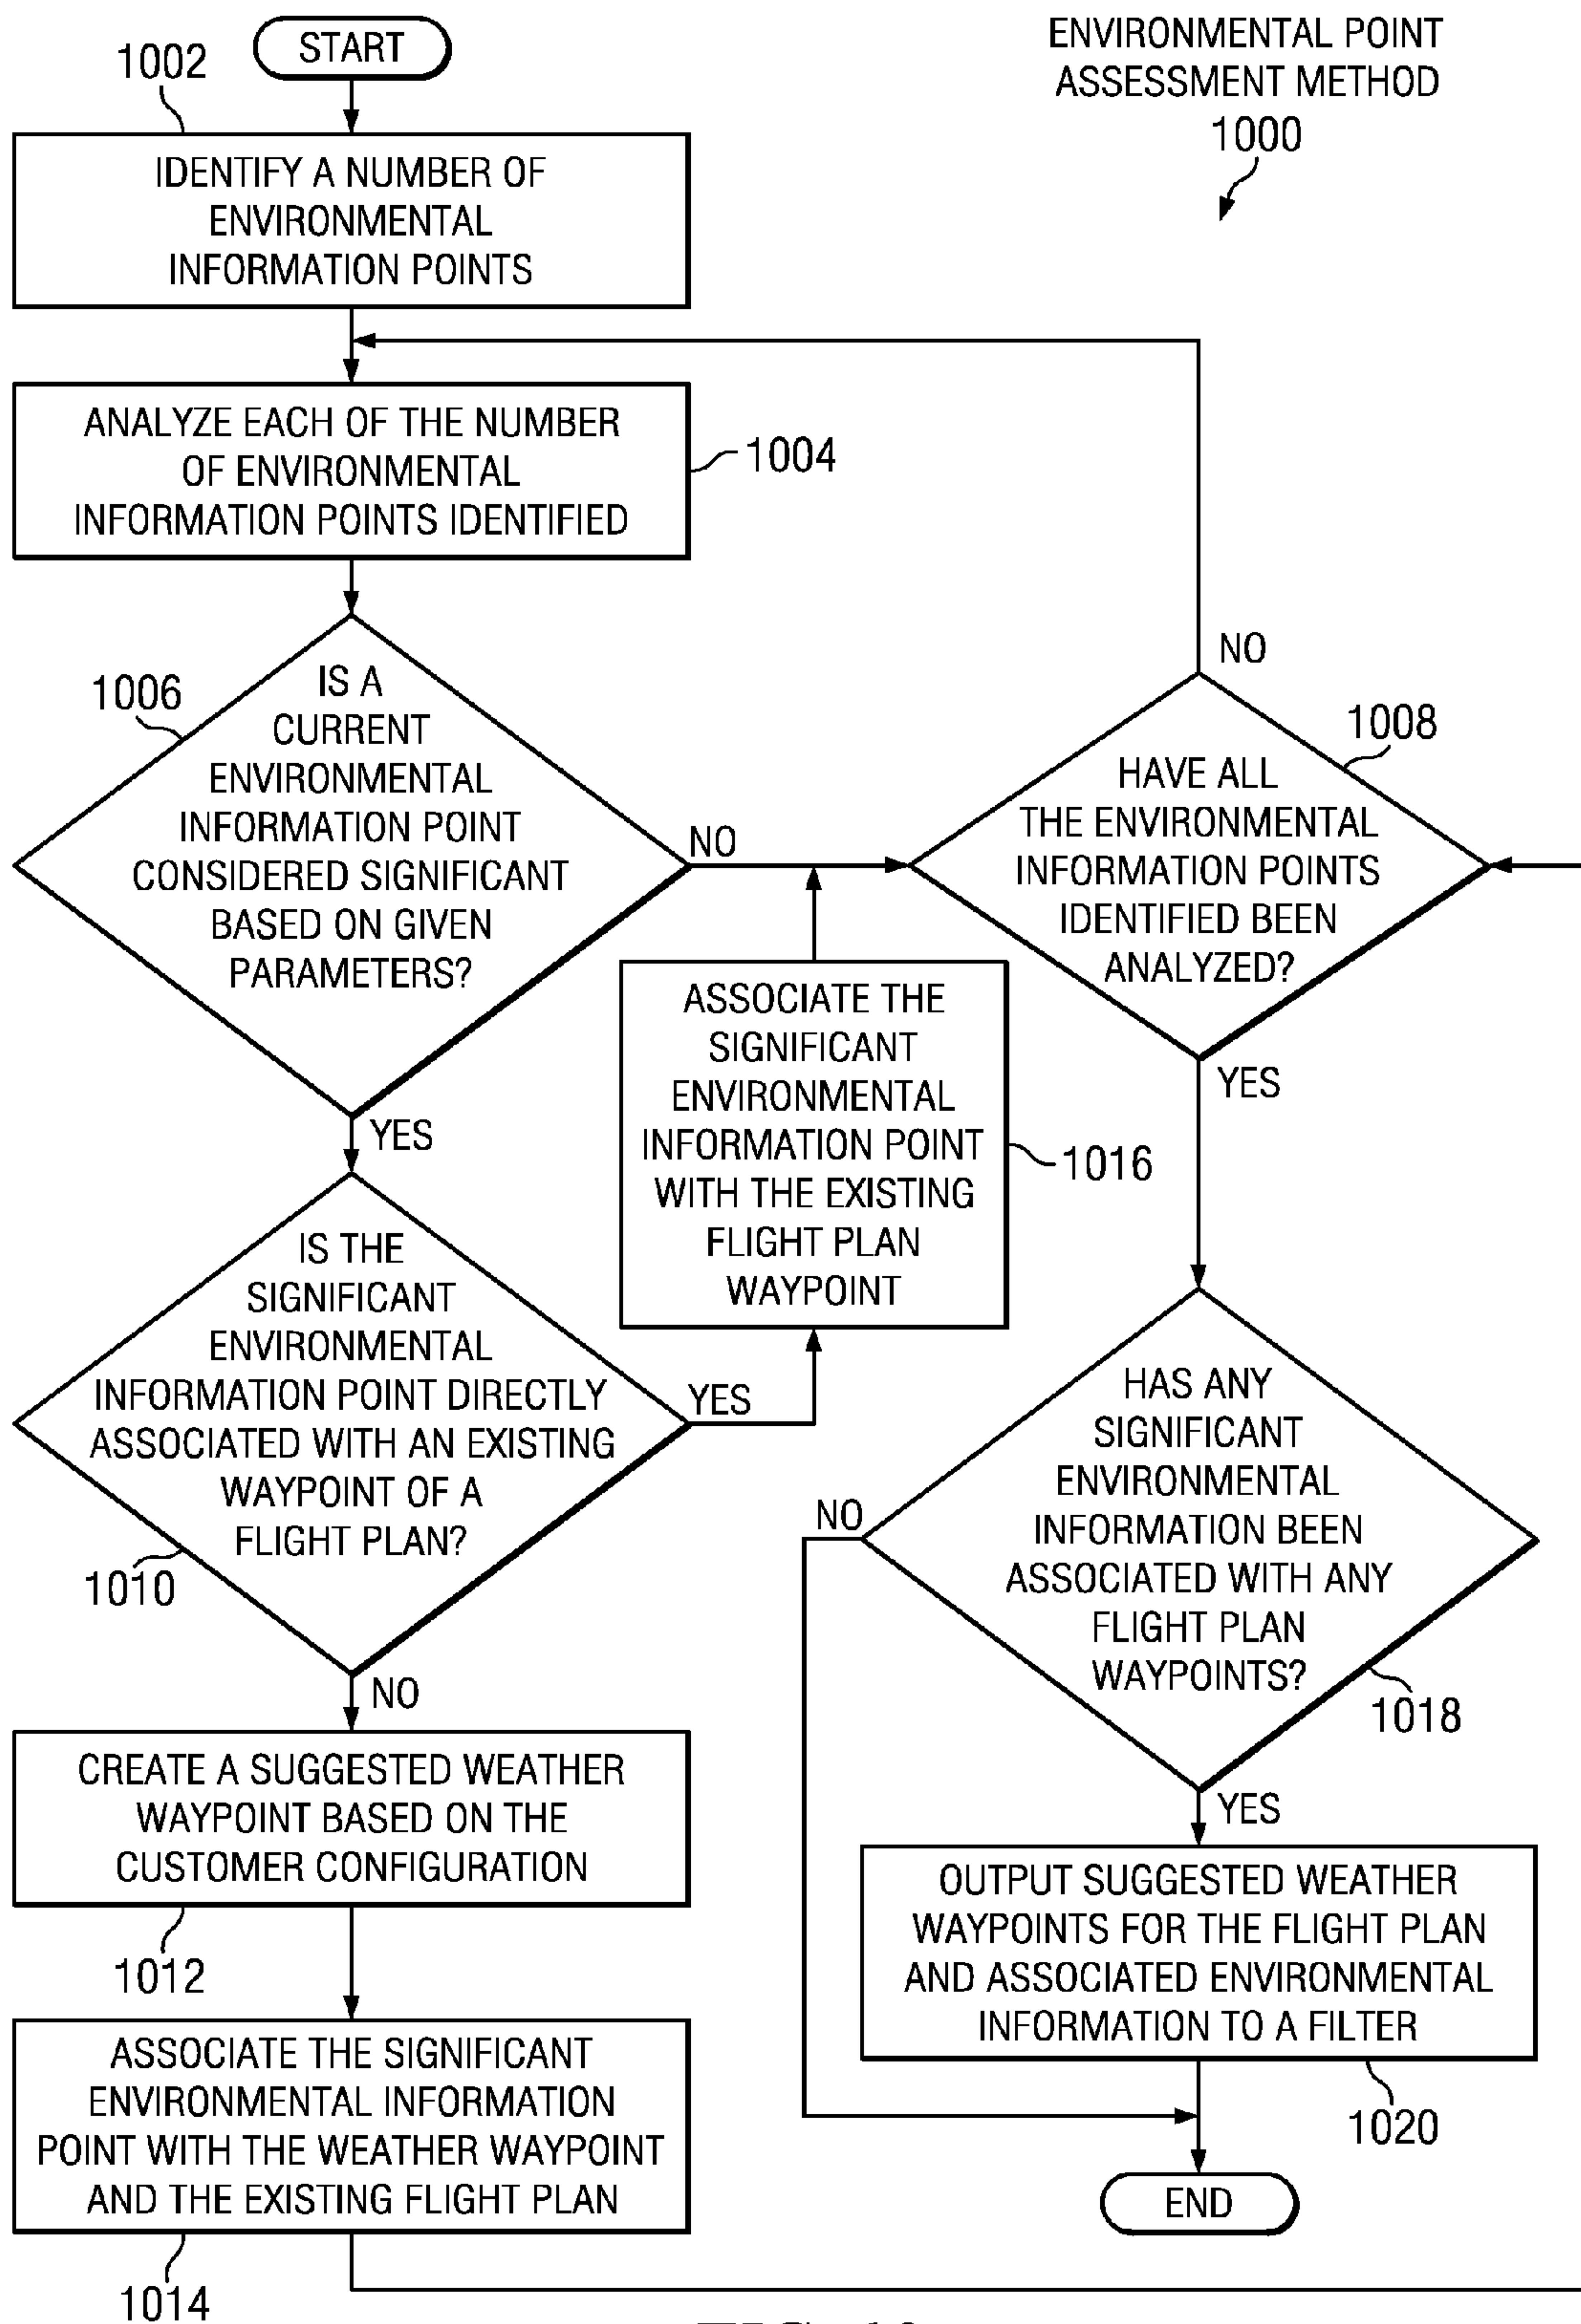 START
ENVIRONMENTAL POINT
ASSESSMENT METHOD
1000
1002
IDENTIFY A NUMBER OF
ENVIRONMENTAL
INFORMATION POINTS
ANALYZE EACH OF THE NUMBER
OF ENVIRONMENTAL
INFORMATION POINTS IDENTIFIED
1004
1006
IS A
CURRENT
ENVIRONMENTAL
INFORMATION POINT
CONSIDERED SIGNIFICANT
BASED ON GIVEN
PARAMETERS?
NO
YES
NO
1008
HAVE ALL
THE ENVIRONMENTAL
INFORMATION POINTS
IDENTIFIED BEEN
ANALYZED?
YES
ASSOCIATE THE
SIGNIFICANT
ENVIRONMENTAL
INFORMATION POINT
WITH THE EXISTING
FLIGHT PLAN
WAYPOINT
1016
IS THE
SIGNIFICANT
ENVIRONMENTAL
INFORMATION POINT DIRECTLY
ASSOCIATED WITH AN EXISTING
WAYPOINT OF A
FLIGHT PLAN?
YES
1010
NO
HAS ANY
SIGNIFICANT
ENVIRONMENTAL
INFORMATION BEEN
ASSOCIATED WITH ANY
FLIGHT PLAN
WAYPOINTS?
NO
1018
YES
CREATE A SUGGESTED WEATHER
WAYPOINT BASED ON THE
CUSTOMER CONFIGURATION
1012
OUTPUT SUGGESTED WEATHER
WAYPOINTS FOR THE FLIGHT PLAN
AND ASSOCIATED ENVIRONMENTAL
INFORMATION TO A FILTER
1020
ASSOCIATE THE SIGNIFICANT
ENVIRONMENTAL INFORMATION
POINT WITH THE WEATHER WAYPOINT
AND THE EXISTING FLIGHT PLAN
1014
END